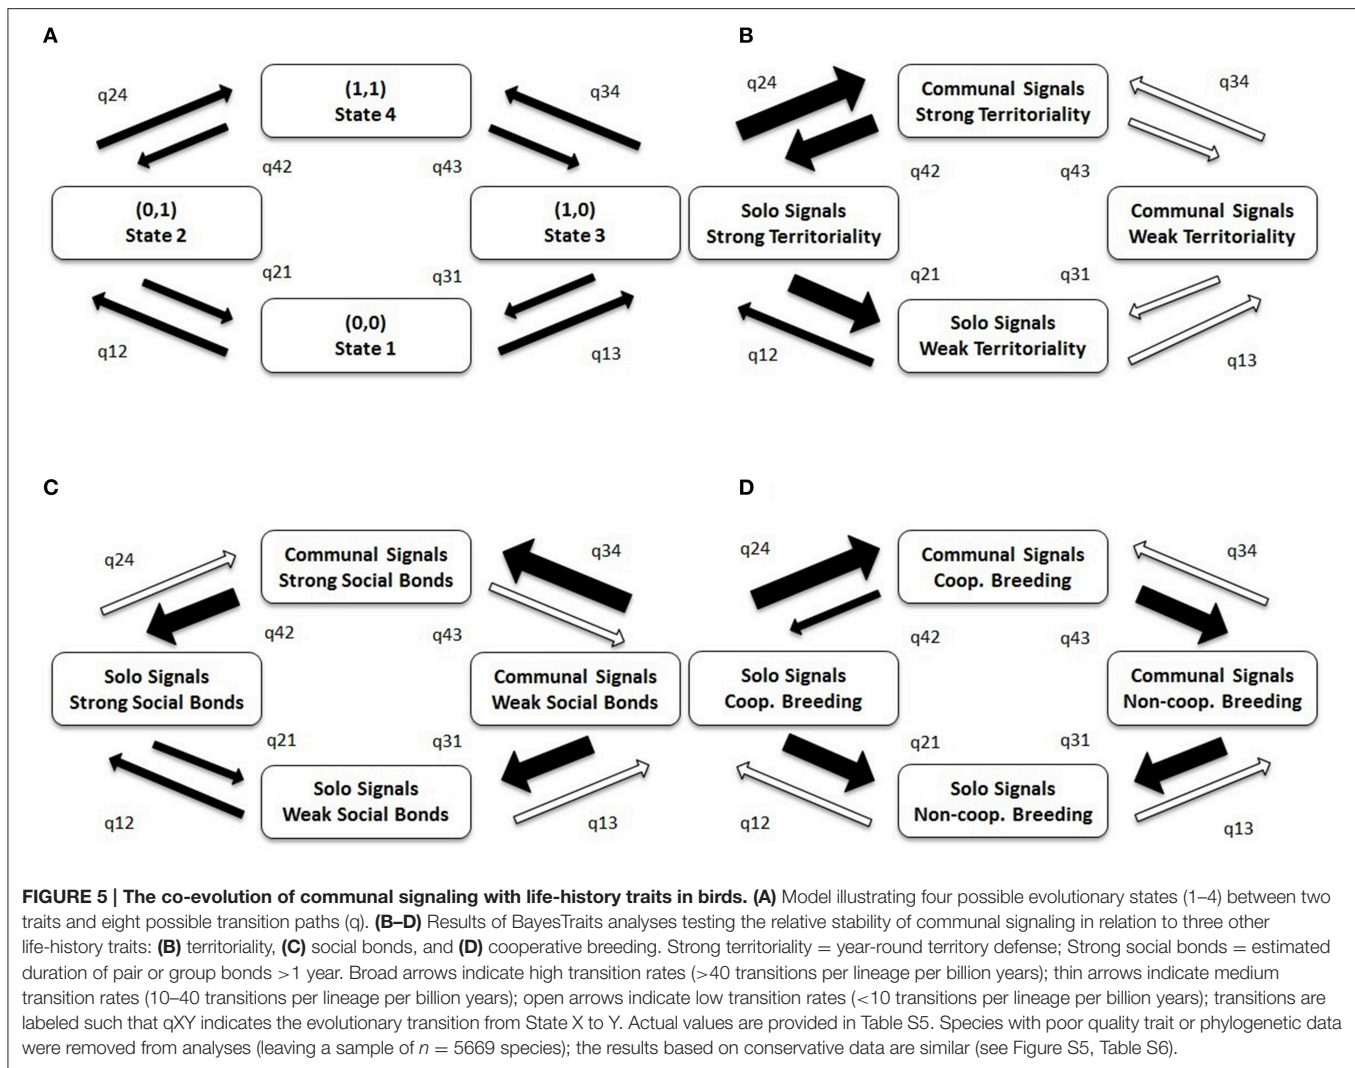 A
q24
(1,1)
State 4
q34
q42
q43
(0,1)
State 2
(1,0)
State 3
q21
q31
(0,0)
State 1
q12
q13
B
q24
Communal Signals
Strong Territoriality
q34
q42
q43
Solo Signals
Strong Territoriality
Communal Signals
Weak Territoriality
q21
q31
Solo Signals
Weak Territoriality
q12
q13
C
q24
Communal Signals
Strong Social Bonds
q34
q42
q43
Solo Signals
Strong Social Bonds
Communal Signals
Weak Social Bonds
q21
q31
Solo Signals
Weak Social Bonds
q12
q13
D
q24
Communal Signals
Coop. Breeding
q34
q42
q43
Solo Signals
Coop. Breeding
Communal Signals
Non-coop. Breeding
q21
q31
Solo Signals
Non-coop. Breeding
q12
q13
FIGURE 5 | The co-evolution of communal signaling with life-history traits in birds. (A) Model illustrating four possible evolutionary states (1–4) between two
traits and eight possible transition paths (q). (B–D) Results of BayesTraits analyses testing the relative stability of communal signaling in relation to three other
life-history traits: (B) territoriality, (C) social bonds, and (D) cooperative breeding. Strong territoriality = year-round territory defense; Strong social bonds = estimated
duration of pair or group bonds >1 year. Broad arrows indicate high transition rates (>40 transitions per lineage per billion years); thin arrows indicate medium
transition rates (10–40 transitions per lineage per billion years); open arrows indicate low transition rates (<10 transitions per lineage per billion years); transitions are
labeled such that qXY indicates the evolutionary transition from State X to Y. Actual values are provided in Table S5. Species with poor quality trait or phylogenetic data
were removed from analyses (leaving a sample of n = 5669 species); the results based on conservative data are similar (see Figure S5, Table S6).